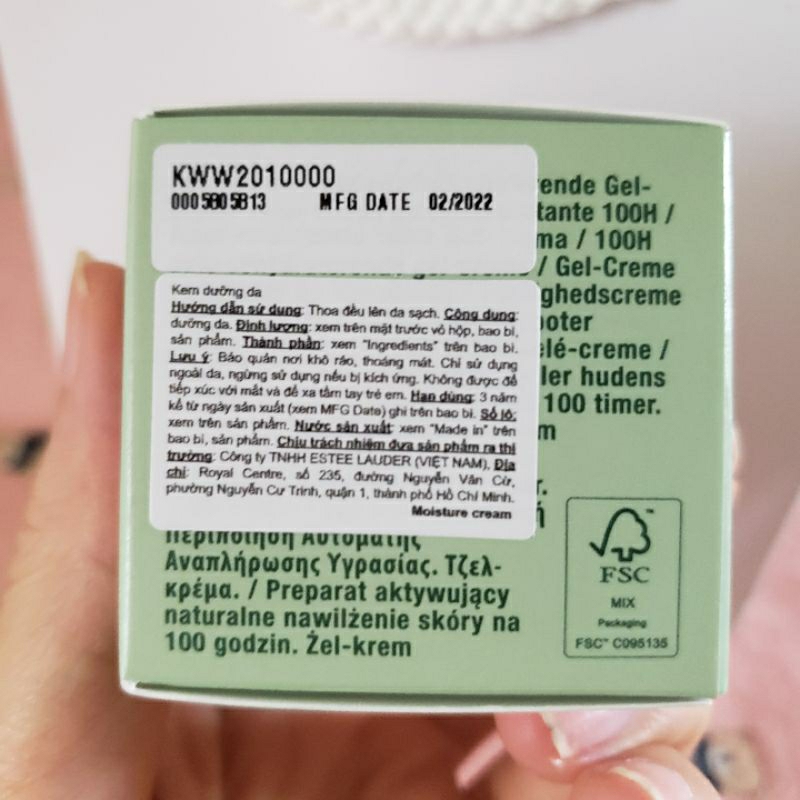 KWW2010000
0005805B13 MFG DATE 02/2022
Kem dưỡng da
Hướng dẫn sử dụng: Thoa đều lên da sạch. Công dụng:
dưỡng da. Định lượng: xem trên mặt trước vỏ hộp, bao bì,
sản phẩm. Thành phần: xem "Ingredients" trên bao bì.
Lưu ý: Bảo quản nơi khô ráo, thoáng mát. Chỉ sử dụng
ngoài da, ngừng sử dụng nếu bị kích ứng. Không được để
tiếp xúc với mắt và để xa tầm tay trẻ em. Hạn dùng: 3 năm
kể từ ngày sản xuất (xem MFG Date) ghi trên bao bì. Số lô:
xem trên sản phẩm. Nước sản xuất: xem "Made in" trên
bao bì, sản phẩm. Chịu trách nhiệm đưa sản phẩm ra thị
trường: Công ty TNHH ESTEE LAUDER (VIỆT NAM). Địa
chỉ: Royal Centre, số 235, đường Nguyễn Văn Cừ,
phường Nguyễn Cư Trinh, quận 1, thành phố Hồ Chí Minh.
Moisture cream
rende Gel-
tante 100H /
ma / 100H
/ Gel-Creme
ghedscreme
ooter
elé-creme /
ler hudens
100 timer.
m
r.
Περιποίηση Αυτόματης
Αναπλήρωσης Υγρασίας. Τζελ-
κρέμα. / Preparat aktywujący
naturalne nawilżenie skóry na
100 godzin. Żel-krem
FSC
MIX
Packaging
FSC™ C095135